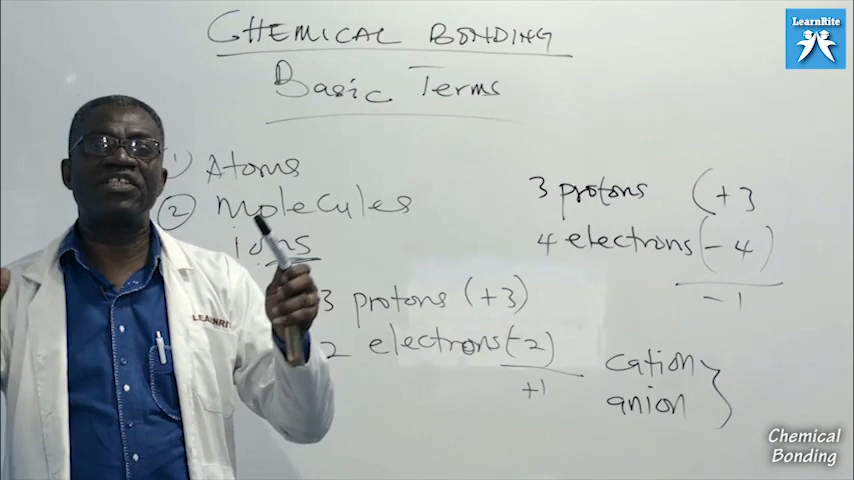 LearnRite
CHEMICAL BONDING
Basic Terms
1) Atoms
② Molecules
ions
3 protons (+3
4 electrons (-4)
-1
3 protons (+3)
2 electrons (-2)
+1
cation }
anion
LEARNRIT
Chemical
Bonding